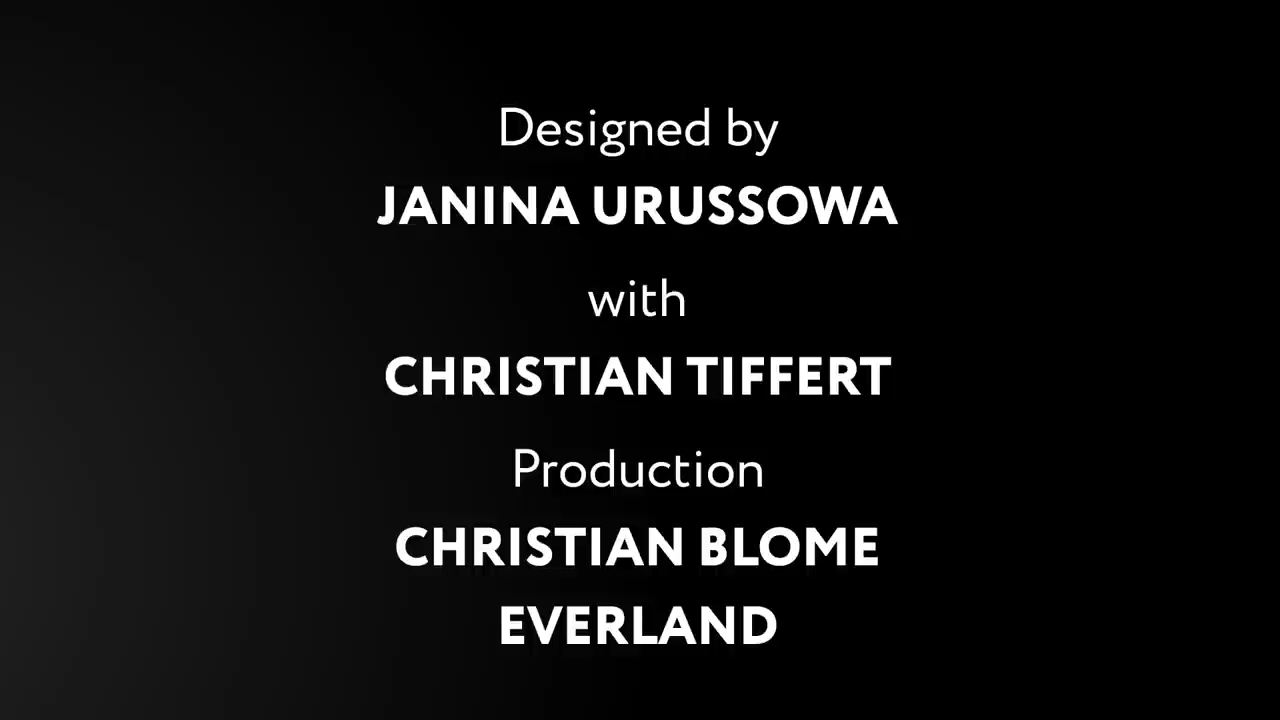 Designed by
JANINA URUSSOWA
with
CHRISTIAN TIFFERT
Production
CHRISTIAN BLOME
EVERLAND